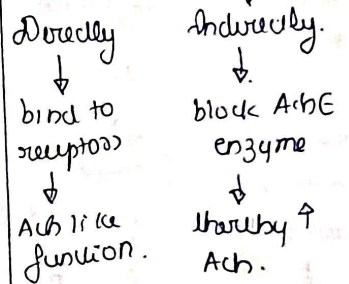 Directly
↓
bind to
receptors
↓
Ach like
function.
Indirectly.
↓
block AchE
enzyme
↓
thereby ↑
Ach.